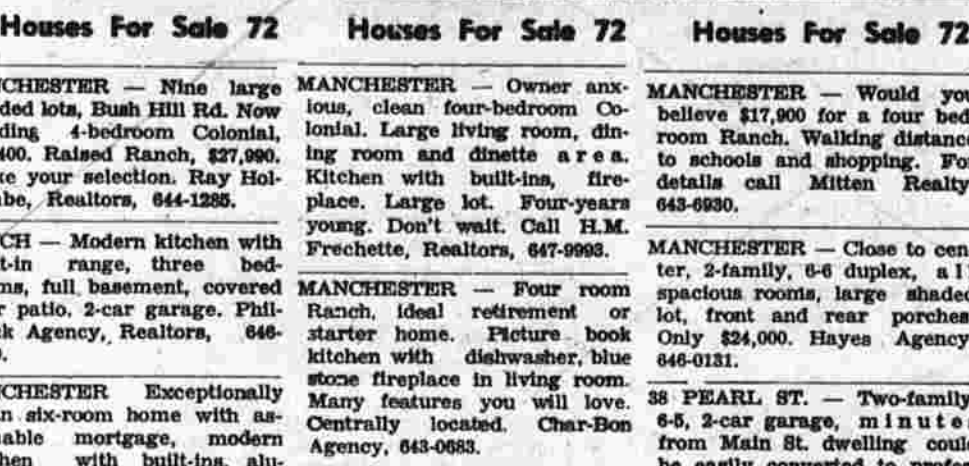 Houses For Sale 72
CHESTER — Nine large
ded lots, Bush Hill Rd. Now
ding 4-bedroom Colonial,
400. Raised Ranch, $27,990.
e your selection. Ray Hol-
be, Realtors, 644-1285.
CH — Modern kitchen with
t-in range, three bed-
ms, full basement, covered
r patio, 2-car garage. Phil-
k Agency, Realtors, 646-
CHESTER Exceptionally
n six-room home with as-
able mortgage, modern
hen with built-ins, alu-
Houses For Sale 72
MANCHESTER — Owner anx-
ious, clean four-bedroom Co-
lonial. Large living room, din-
ing room and dinette area.
Kitchen with built-ins, fire-
place. Large lot. Four-years
young. Don't wait. Call H.M.
Frechette, Realtors, 647-9993.
MANCHESTER — Four room
Ranch, ideal retirement or
starter home. Picture book
kitchen with dishwasher, blue
stone fireplace in living room.
Many features you will love.
Centrally located. Char-Bon
Agency, 643-0683.
Houses For Sale 72
MANCHESTER — Would you
believe $17,900 for a four bed-
room Ranch. Walking distance
to schools and shopping. For
details call Mitten Realty,
643-6930.
MANCHESTER — Close to cen-
ter, 2-family, 6-6 duplex, all
spacious rooms, large shaded
lot, front and rear porches.
Only $24,000. Hayes Agency,
646-0131.
38 PEARL ST. — Two-family,
6-5, 2-car garage, minutes
from Main St. dwelling could
be easily converted to profes